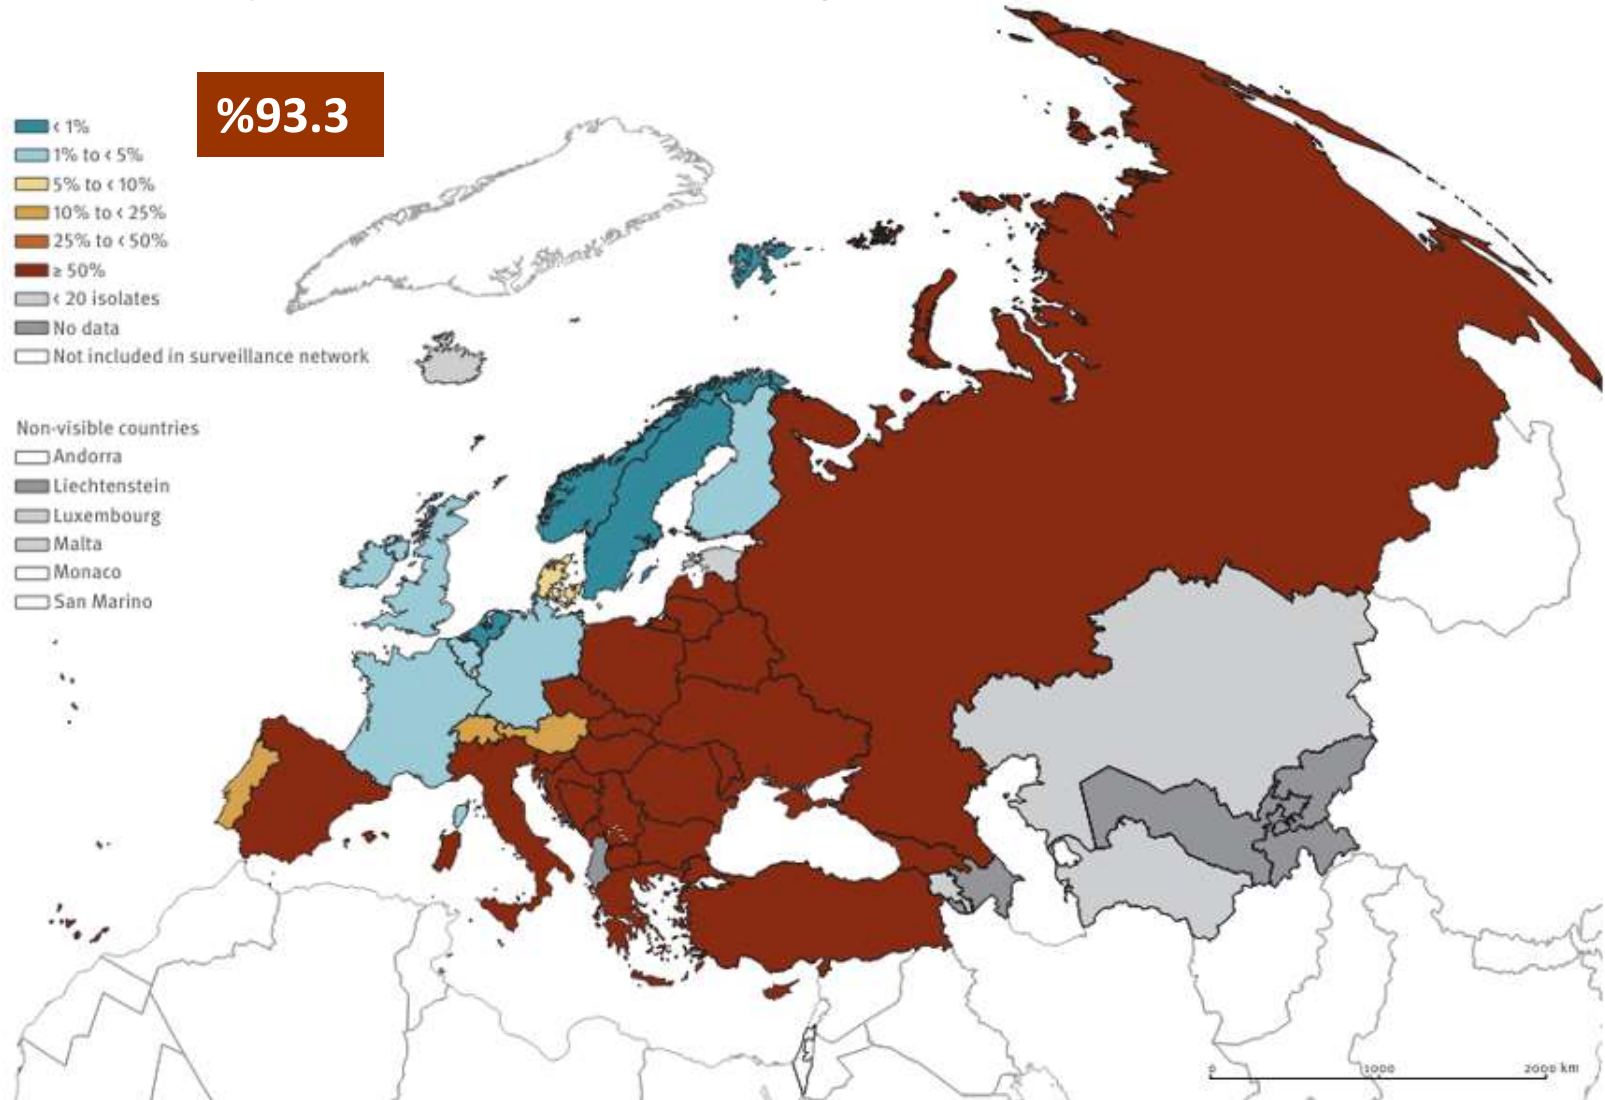 %93.3
< 1%
1% to < 5%
5% to < 10%
10% to < 25%
25% to < 50%
≥ 50%
< 20 isolates
No data
Not included in surveillance network
Non-visible countries
Andorra
Liechtenstein
Luxembourg
Malta
Monaco
San Marino
0 1000 2000 km